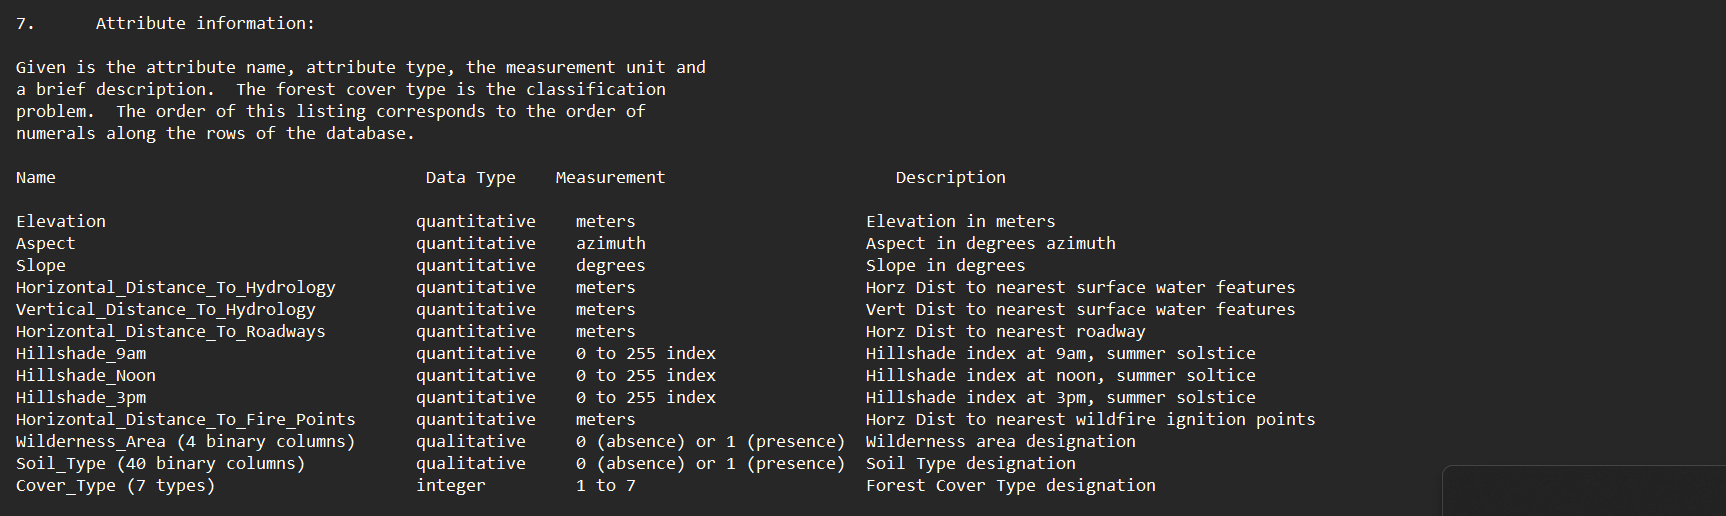 7.      Attribute information:
Given is the attribute name, attribute type, the measurement unit and
a brief description.  The forest cover type is the classification
problem.  The order of this listing corresponds to the order of
numerals along the rows of the database.
Name                                     Data Type    Measurement                       Description
Elevation                               quantitative    meters                       Elevation in meters
Aspect                                  quantitative    azimuth                      Aspect in degrees azimuth
Slope                                   quantitative    degrees                      Slope in degrees
Horizontal_Distance_To_Hydrology        quantitative    meters                       Horz Dist to nearest surface water features
Vertical_Distance_To_Hydrology          quantitative    meters                       Vert Dist to nearest surface water features
Horizontal_Distance_To_Roadways         quantitative    meters                       Horz Dist to nearest roadway
Hillshade_9am                           quantitative    0 to 255 index               Hillshade index at 9am, summer solstice
Hillshade_Noon                          quantitative    0 to 255 index               Hillshade index at noon, summer soltice
Hillshade_3pm                           quantitative    0 to 255 index               Hillshade index at 3pm, summer solstice
Horizontal_Distance_To_Fire_Points      quantitative    meters                       Horz Dist to nearest wildfire ignition points
Wilderness_Area (4 binary columns)      qualitative     0 (absence) or 1 (presence)  Wilderness area designation
Soil_Type (40 binary columns)           qualitative     0 (absence) or 1 (presence)  Soil Type designation
Cover_Type (7 types)                    integer         1 to 7                       Forest Cover Type designation